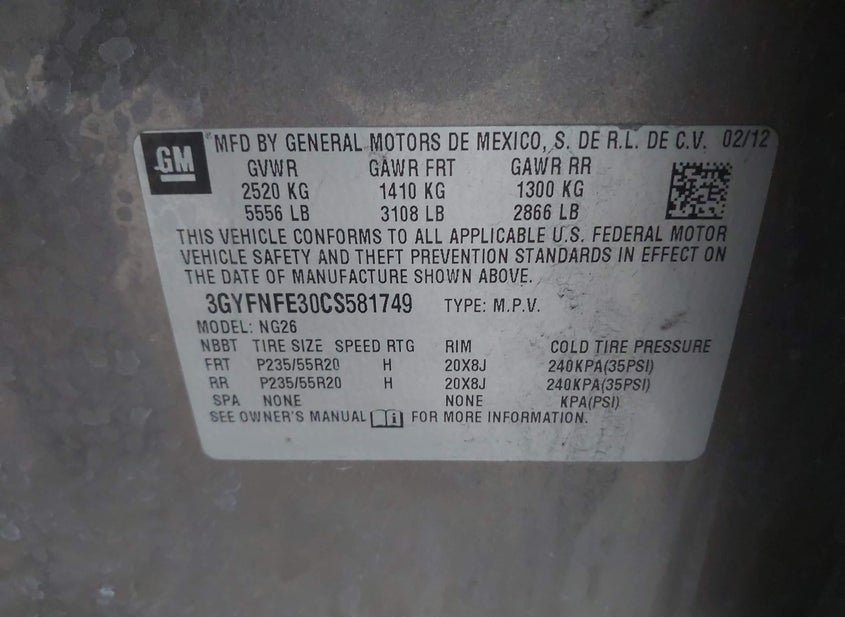 GM
MFD BY GENERAL MOTORS DE MEXICO, S. DE R.L. DE C.V. 02/12
GVWR GAWR FRT GAWR RR
2520 KG 1410 KG 1300 KG
5556 LB 3108 LB 2866 LB
THIS VEHICLE CONFORMS TO ALL APPLICABLE U.S. FEDERAL MOTOR
VEHICLE SAFETY AND THEFT PREVENTION STANDARDS IN EFFECT ON
THE DATE OF MANUFACTURE SHOWN ABOVE.
3GYFNFE30CS581749 TYPE: M.P.V.
MODEL: NG26
NBBT TIRE SIZE SPEED RTG RIM COLD TIRE PRESSURE
FRT P235/55R20 H 20X8J 240KPA(35PSI)
RR P235/55R20 H 20X8J 240KPA(35PSI)
SPA NONE NONE KPA(PSI)
SEE OWNER'S MANUAL i FOR MORE INFORMATION.